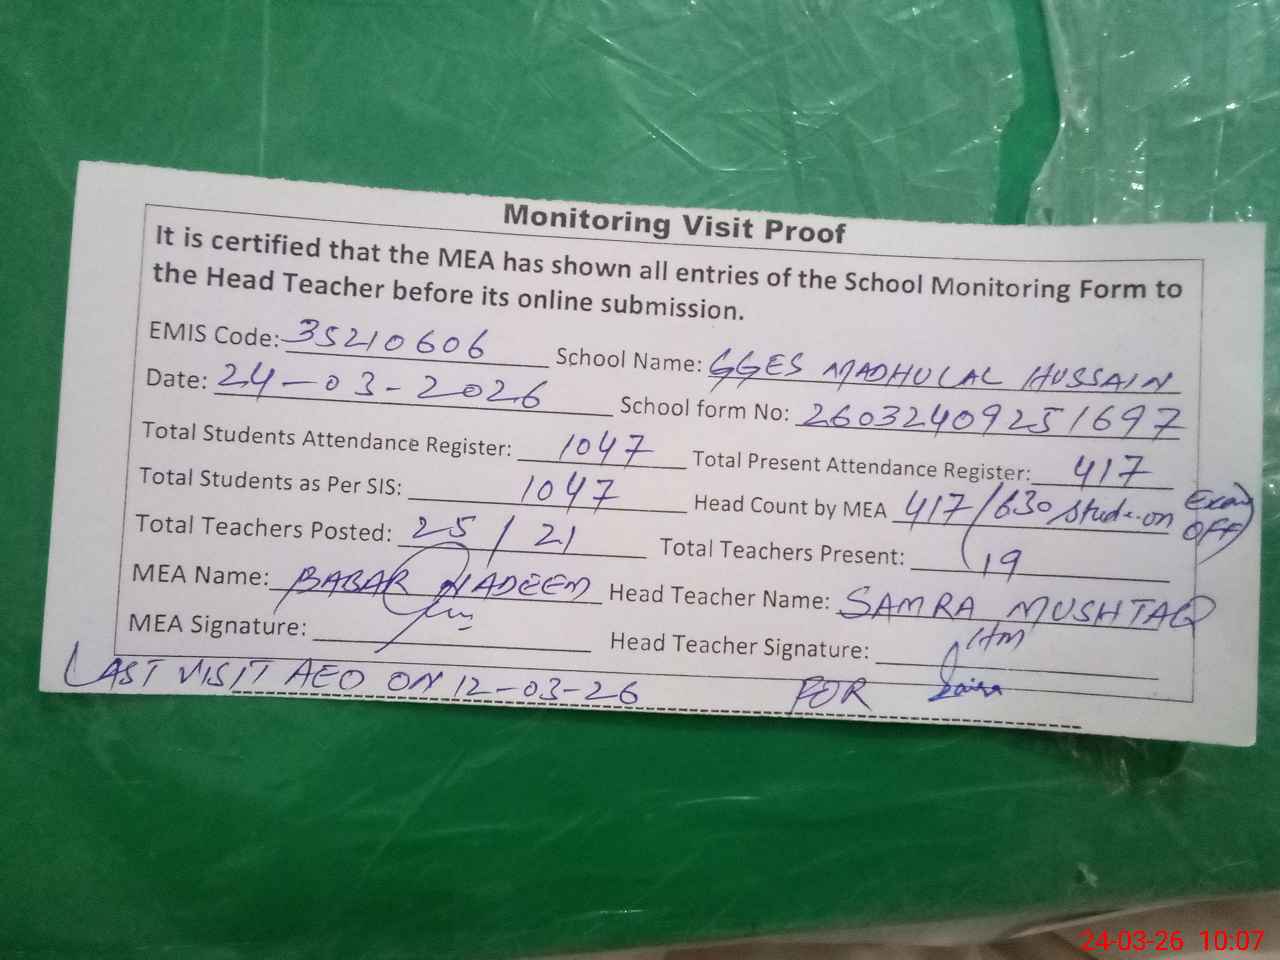 Monitoring Visit Proof
It is certified that the MEA has shown all entries of the School Monitoring Form to
the Head Teacher before its online submission.
EMIS Code: 35210606 School Name: GGES MADHULAL HUSSAIN
Date: 24-03-2026 School form No: 26032409251697
Total Students Attendance Register: 1047 Total Present Attendance Register: 417
Total Students as Per SIS: 1047 Head Count by MEA 417/630 Stud. on Exam OFF
Total Teachers Posted: 25/21 Total Teachers Present: 19
MEA Name: BABAR NADEEM Head Teacher Name: SAMRA MUSHTAQ
MEA Signature: Head Teacher Signature: HM
LAST VISIT AEO ON 12-03-26 FOR
24-03-26 10:07